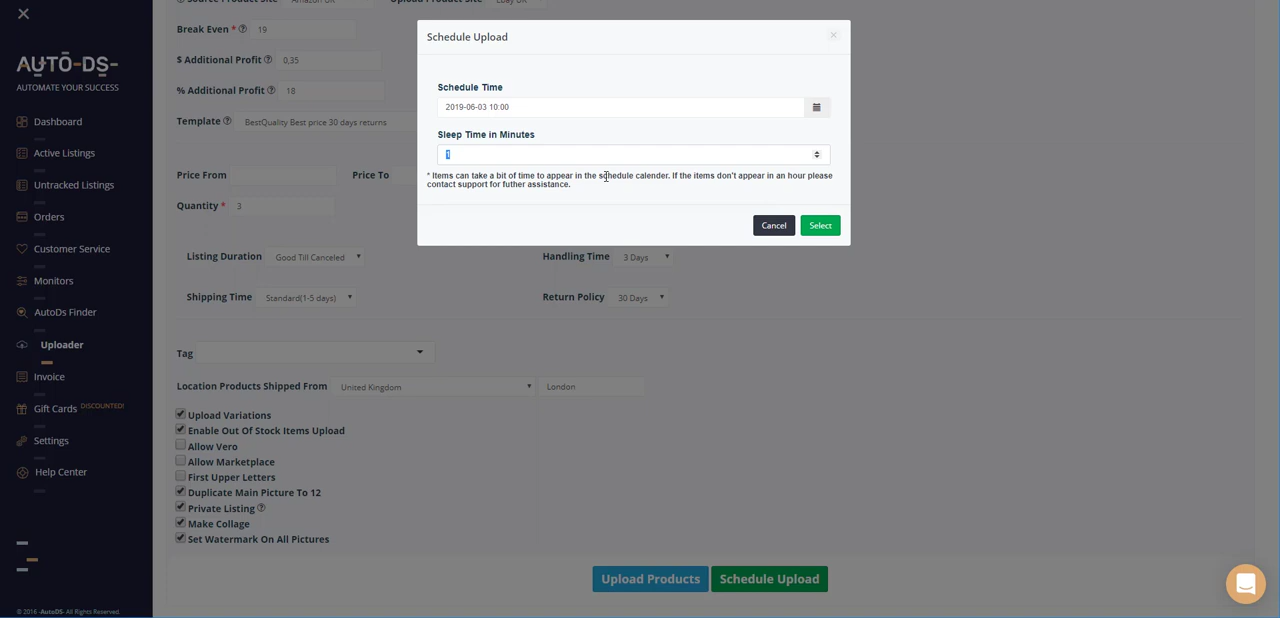 Source Product Site Amazon UK Upload Product Site Ebay UK
Break Even * 19
$ Additional Profit 0,35
% Additional Profit 18
Template BestQuality Best price 30 days returns
Price From Price To
Quantity * 3
Listing Duration Good Till Canceled Handling Time 3 Days
Shipping Time Standard(1-5 days) Return Policy 30 Days
Tag
Location Products Shipped From United Kingdom London
Upload Variations
Enable Out Of Stock Items Upload
Allow Vero
Allow Marketplace
First Upper Letters
Duplicate Main Picture To 12
Private Listing
Make Collage
Set Watermark On All Pictures
Upload Products Schedule Upload
Schedule Upload
Schedule Time
2019-06-03 10:00
Sleep Time in Minutes
1
* Items can take a bit of time to appear in the schedule calender. If the items don't appear in an hour please
contact support for futher assistance.
Cancel Select
AUTO-DS-
AUTOMATE YOUR SUCCESS
Dashboard
Active Listings
Untracked Listings
Orders
Customer Service
Monitors
AutoDs Finder
Uploader
Invoice
Gift Cards DISCOUNTED!
Settings
Help Center
© 2016 -AutoDS- All Rights Reserved.